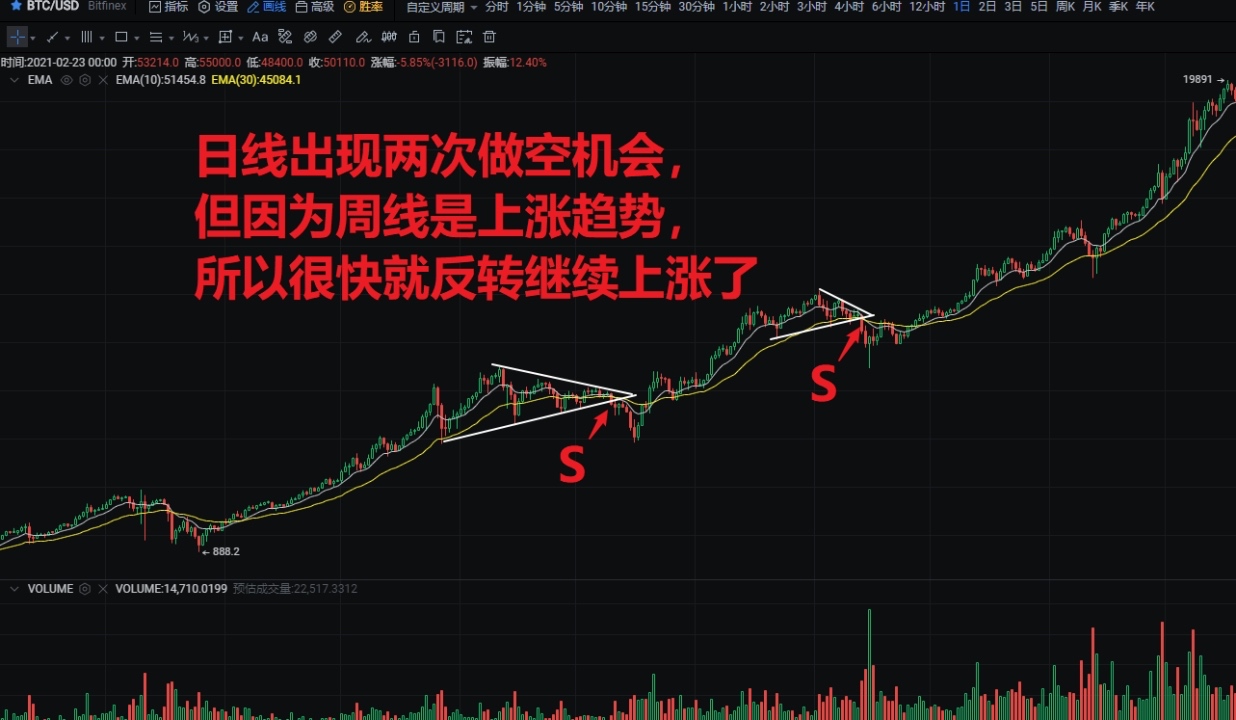 BTC/USD Bitfinex 指标 设置 画线 高级 胜率 自定义周期 分时 1分钟 5分钟 10分钟 15分钟 30分钟 1小时 2小时 3小时 4小时 6小时 12小时 1日 2日 3日 5日 周K 月K 季K 年K
Aa
时间:2021-02-23 00:00 开:53214.0 高:55000.0 低:48400.0 收:50110.0 涨幅:-5.85%(-3116.0) 振幅:12.40%
EMA EMA(10):51454.8 EMA(30):45084.1
19891→
日线出现两次做空机会，
但因为周线是上涨趋势，
所以很快就反转继续上涨了
S
S
←888.2
VOLUME VOLUME:14,710.0199 预估成交量:22,517.3312